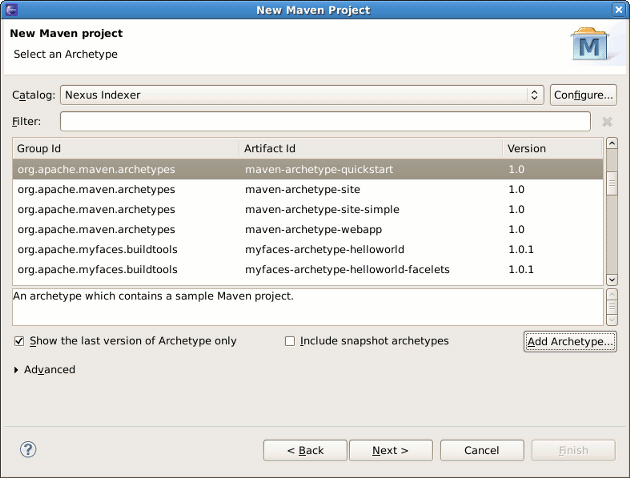 New Maven Project
New Maven project
Select an Archetype
M
Catalog: Nexus Indexer Configure...
Filter:
Group Id Artifact Id Version
org.apache.maven.archetypes maven-archetype-quickstart 1.0
org.apache.maven.archetypes maven-archetype-site 1.0
org.apache.maven.archetypes maven-archetype-site-simple 1.0
org.apache.maven.archetypes maven-archetype-webapp 1.0
org.apache.myfaces.buildtools myfaces-archetype-helloworld 1.0.1
org.apache.myfaces.buildtools myfaces-archetype-helloworld-facelets 1.0.1
An archetype which contains a sample Maven project.
Show the last version of Archetype only Include snapshot archetypes Add Archetype...
Advanced
? < Back Next > Cancel Finish